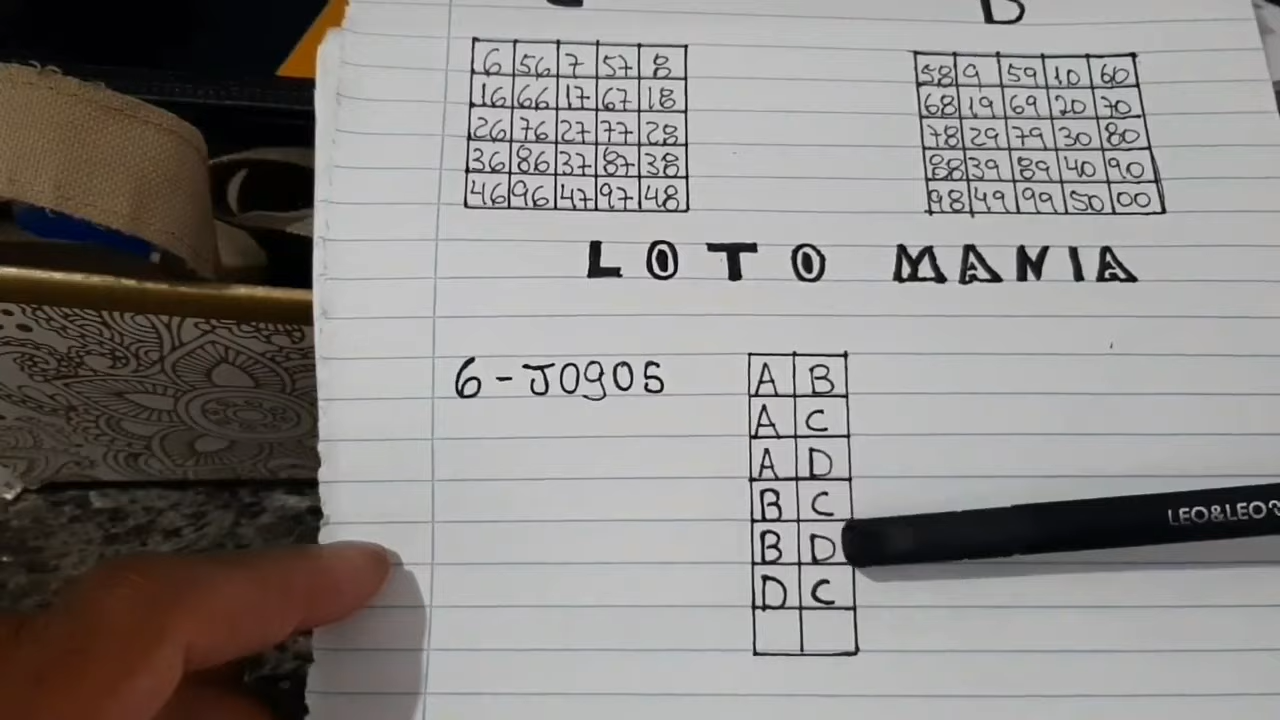 D
6 56 7 57 8
16 66 17 67 18
26 76 27 77 28
36 86 37 87 38
46 96 47 97 48
58 9 59 10 60
68 19 69 20 70
78 29 79 30 80
88 39 89 40 90
98 49 99 50 00
LOTO MANIA
6-JOgOS
A B
A C
A D
B C
B D
D C
LEO&LEO